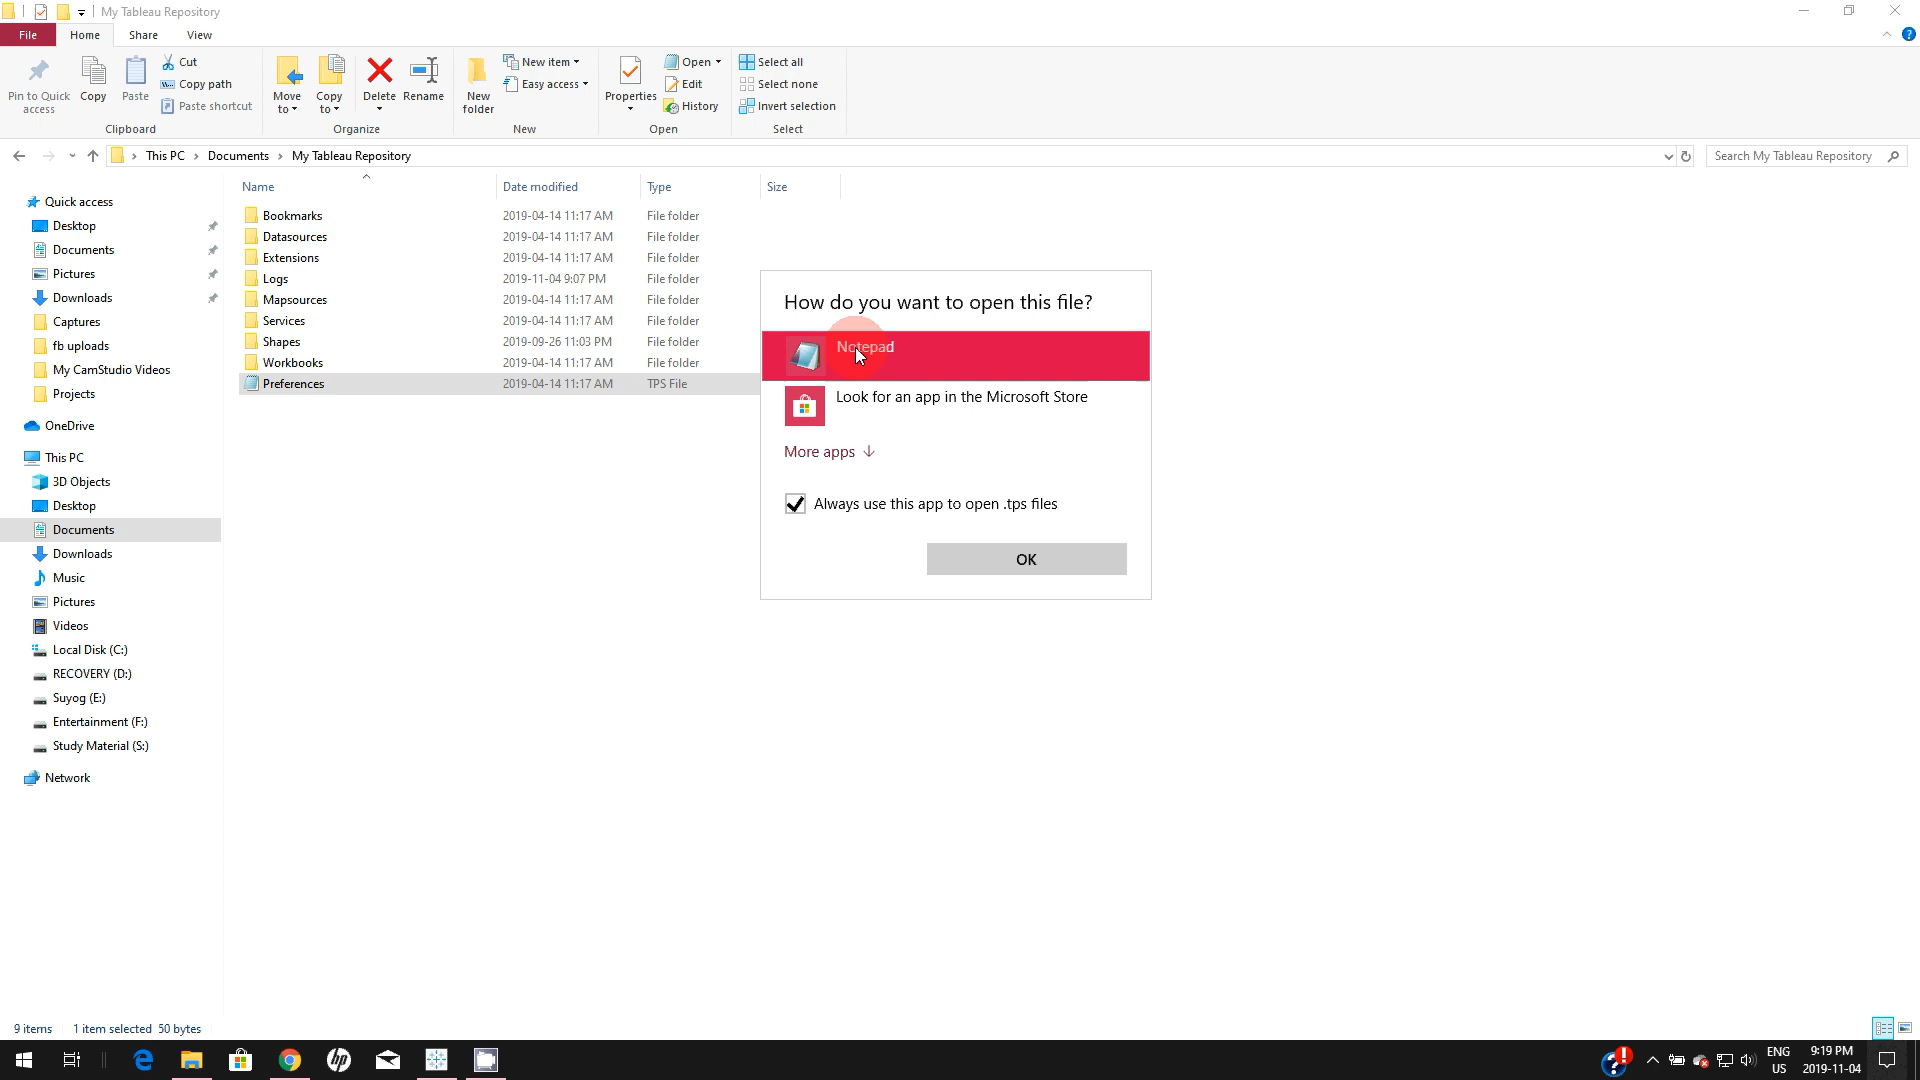 My Tableau Repository
File Home Share View
Pin to Quick access
Copy
Paste
Cut
Copy path
Paste shortcut
Clipboard
Move to
Copy to
Delete
Rename
Organize
New folder
New item
Easy access
New
Properties
Open
Edit
History
Open
Select all
Select none
Invert selection
Select
This PC > Documents > My Tableau Repository
Search My Tableau Repository
Quick access
Desktop
Documents
Pictures
Downloads
Captures
fb uploads
My CamStudio Videos
Projects
OneDrive
This PC
3D Objects
Desktop
Documents
Downloads
Music
Pictures
Videos
Local Disk (C:)
RECOVERY (D:)
Suyog (E:)
Entertainment (F:)
Study Material (S:)
Network
Name Date modified Type Size
Bookmarks 2019-04-14 11:17 AM File folder
Datasources 2019-04-14 11:17 AM File folder
Extensions 2019-04-14 11:17 AM File folder
Logs 2019-11-04 9:07 PM File folder
Mapsources 2019-04-14 11:17 AM File folder
Services 2019-04-14 11:17 AM File folder
Shapes 2019-09-26 11:03 PM File folder
Workbooks 2019-04-14 11:17 AM File folder
Preferences 2019-04-14 11:17 AM TPS File
How do you want to open this file?
Notepad
Look for an app in the Microsoft Store
More apps
Always use this app to open .tps files
OK
9 items 1 item selected 50 bytes
hp
ENG
US
9:19 PM
2019-11-04